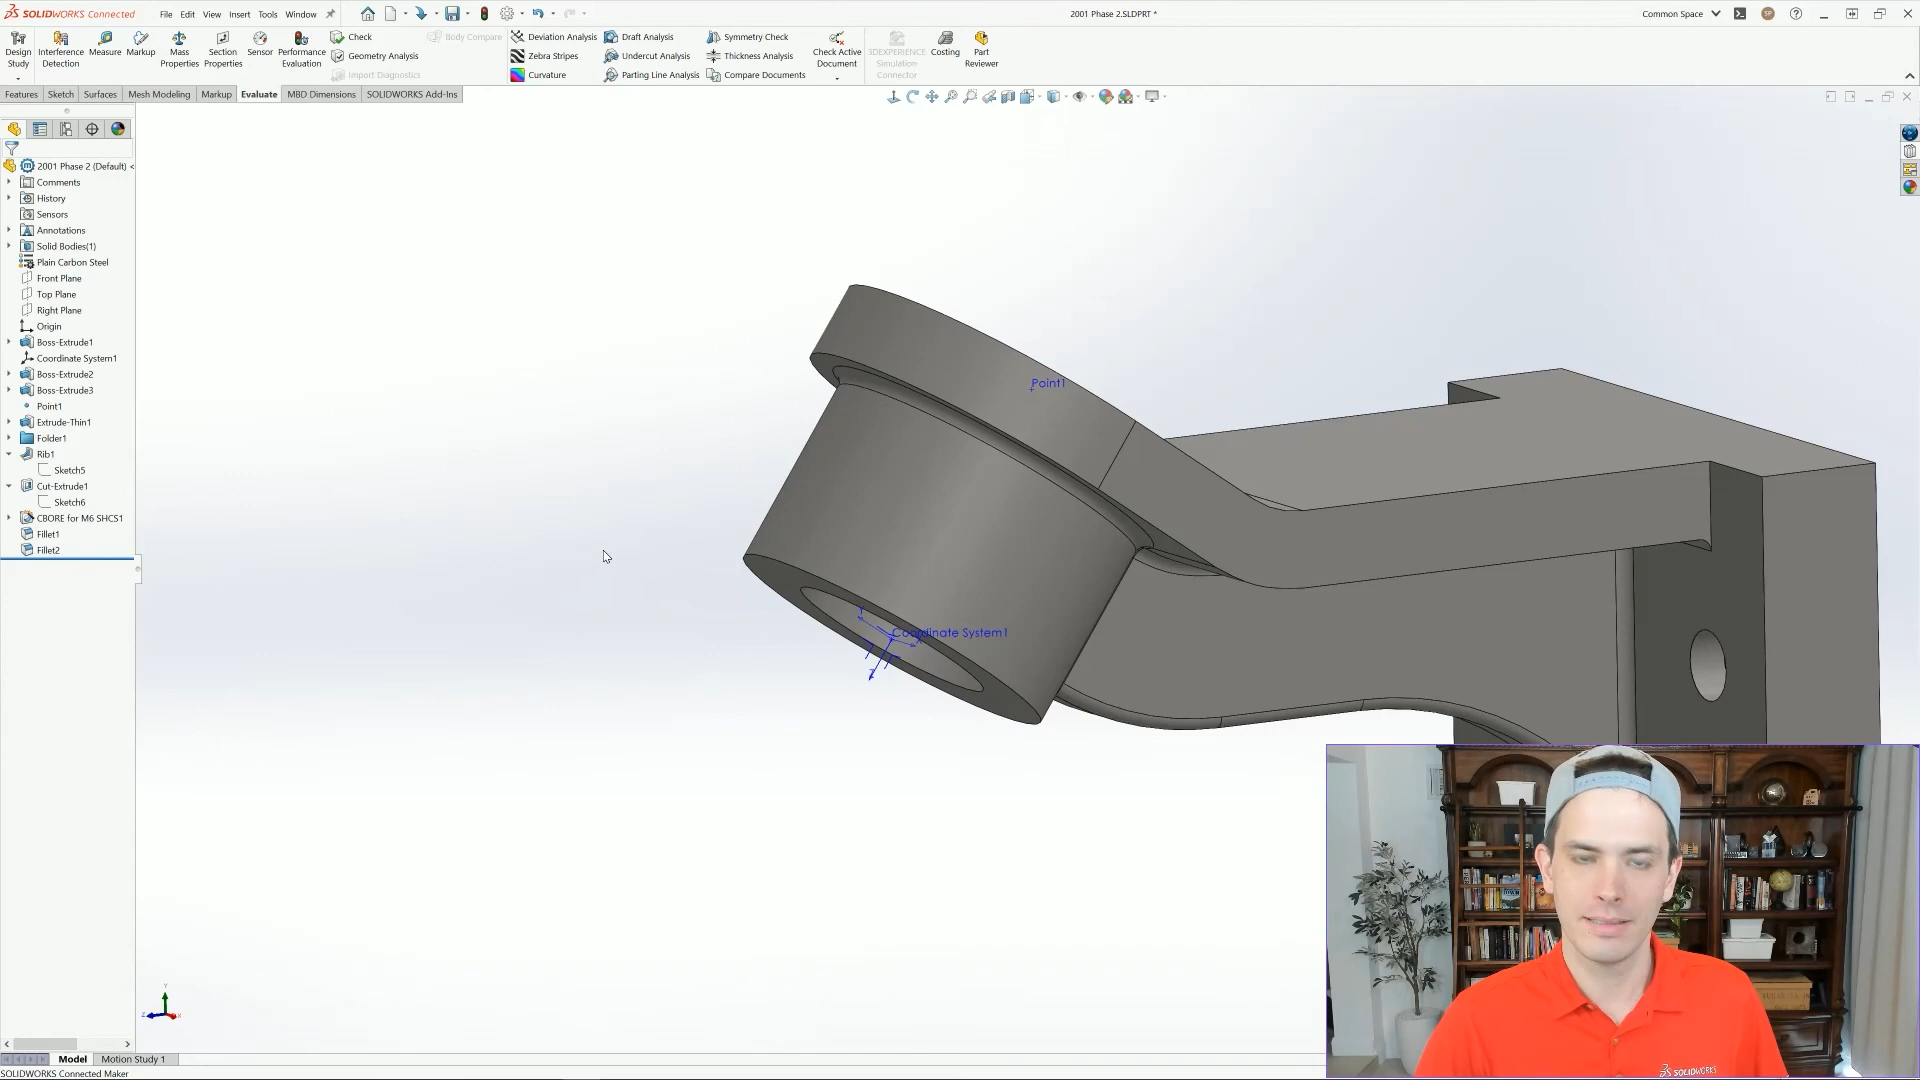 SOLIDWORKS Connected
File Edit View Insert Tools Window
2001 Phase 2.SLDPRT *
Common Space
Design Study
Interference Detection
Measure
Markup
Mass Properties
Section Properties
Sensor
Performance Evaluation
Check
Geometry Analysis
Import Diagnostics
Body Compare
Deviation Analysis
Zebra Stripes
Curvature
Draft Analysis
Undercut Analysis
Parting Line Analysis
Symmetry Check
Thickness Analysis
Compare Documents
Check Active Document
3DEXPERIENCE Simulation Connector
Costing
Part Reviewer
Features Sketch Surfaces Mesh Modeling Markup Evaluate MBD Dimensions SOLIDWORKS Add-Ins
2001 Phase 2 (Default) <
Comments
History
Sensors
Annotations
Solid Bodies(1)
Plain Carbon Steel
Front Plane
Top Plane
Right Plane
Origin
Boss-Extrude1
Coordinate System1
Boss-Extrude2
Boss-Extrude3
Point1
Extrude-Thin1
Folder1
Rib1
Sketch5
Cut-Extrude1
Sketch6
CBORE for M6 SHCS1
Fillet1
Fillet2
Point1
Coordinate System1
Y
Z
Y
Z
X
Model
Motion Study 1
SOLIDWORKS Connected Maker
SOLIDWORKS